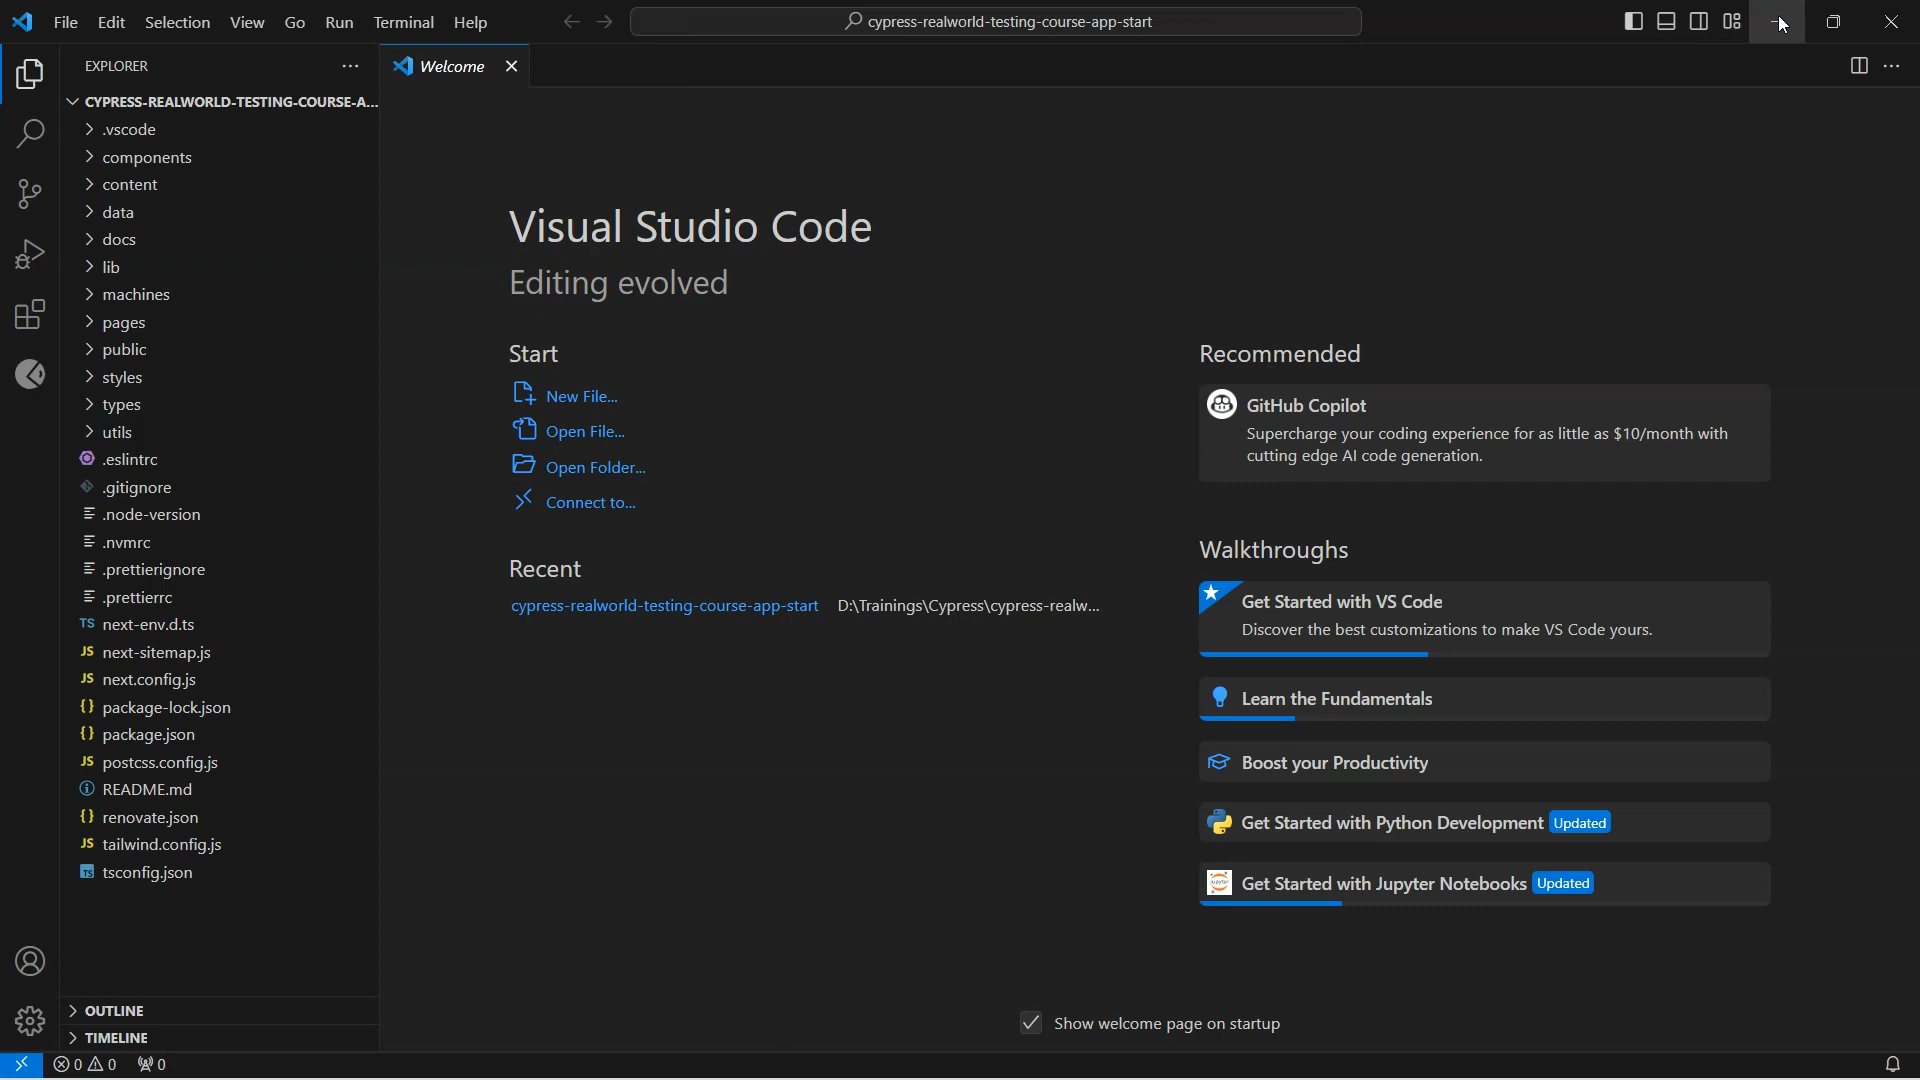 File Edit Selection View Go Run Terminal Help
cypress-realworld-testing-course-app-start
EXPLORER
CYPRESS-REALWORLD-TESTING-COURSE-A...
.vscode
components
content
data
docs
lib
machines
pages
public
styles
types
utils
.eslintrc
.gitignore
.node-version
.nvmrc
.prettierignore
.prettierrc
TS next-env.d.ts
JS next-sitemap.js
JS next.config.js
{} package-lock.json
{} package.json
JS postcss.config.js
README.md
{} renovate.json
JS tailwind.config.js
TS tsconfig.json
OUTLINE
TIMELINE
Welcome
Visual Studio Code
Editing evolved
Start
New File...
Open File...
Open Folder...
Connect to...
Recent
cypress-realworld-testing-course-app-start D:\Trainings\Cypress\cypress-realw...
Recommended
GitHub Copilot
Supercharge your coding experience for as little as $10/month with
cutting edge AI code generation.
Walkthroughs
Get Started with VS Code
Discover the best customizations to make VS Code yours.
Learn the Fundamentals
Boost your Productivity
Get Started with Python Development Updated
jupyter Get Started with Jupyter Notebooks Updated
Show welcome page on startup
0 0 0